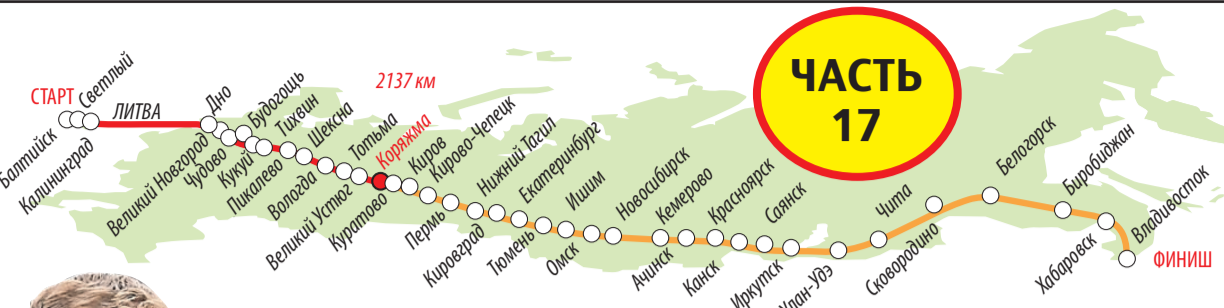 ЧАСТЬ
17
2137 км
СТАРТ
Балтийск
Светлый
Калининград
ЛИТВА
Дно
Великий Новгород
Чудово
Будогощь
Кукуй
Тихвин
Пикалево
Шексна
Вологда
Тотьма
Великий Устюг
Коряжма
Куратово
Киров
Кирово-Чепецк
Пермь
Нижний Тагил
Кировград
Екатеринбург
Тюмень
Ишим
Омск
Новосибирск
Ачинск
Кемерово
Канск
Красноярск
Саянск
Иркутск
Улан-Удэ
Чита
Сковородино
Белогорск
Биробиджан
Хабаровск
Владивосток
ФИНИШ